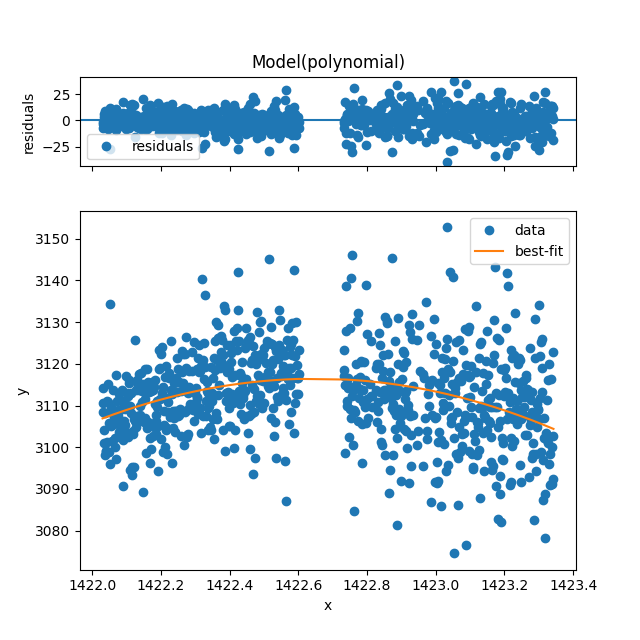 Model(polynomial)
25
0
−25
residuals
residuals
3150
3140
3130
3120
3110
3100
3090
3080
y
data
best-fit
1422.0 1422.2 1422.4 1422.6 1422.8 1423.0 1423.2 1423.4
x